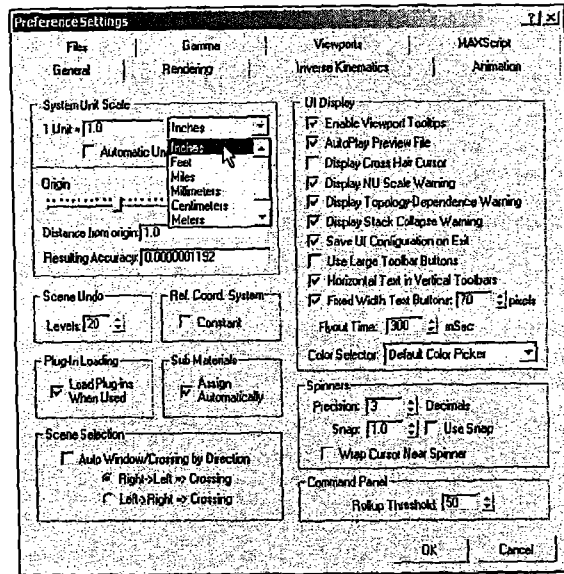 Preference Settings
Files Gamma Viewports MAXScript
General Rendering Inverse Kinematics Animation
System Unit Scale
1 Unit = 1.0 Inches
Automatic Un
Inches
Feet
Miles
Millimeters
Centimeters
Meters
Origin
Distance from origin: 1.0
Resulting Accuracy: 0.0000001192
Scene Undo
Levels: 20
Ref. Coord. System
Constant
Plug-In Loading
Load Plug-ins When Used
Sub Materials
Assign Automatically
Scene Selection
Auto Window/Crossing by Direction
Right->Left => Crossing
Left->Right => Crossing
UI Display
Enable Viewport Tooltips
AutoPlay Preview File
Display Cross Hair Cursor
Display NU Scale Warning
Display Topology-Dependence Warning
Display Stack Collapse Warning
Save UI Configuration on Exit
Use Large Toolbar Buttons
Horizontal Text in Vertical Toolbars
Fixed Width Text Buttons: 70 pixels
Flyout Time: 300 mSec
Color Selector: Default Color Picker
Spinners
Precision: 3 Decimals
Snap: 1.0 Use Snap
Wrap Cursor Near Spinner
Command Panel
Rollup Threshold: 50
OK Cancel